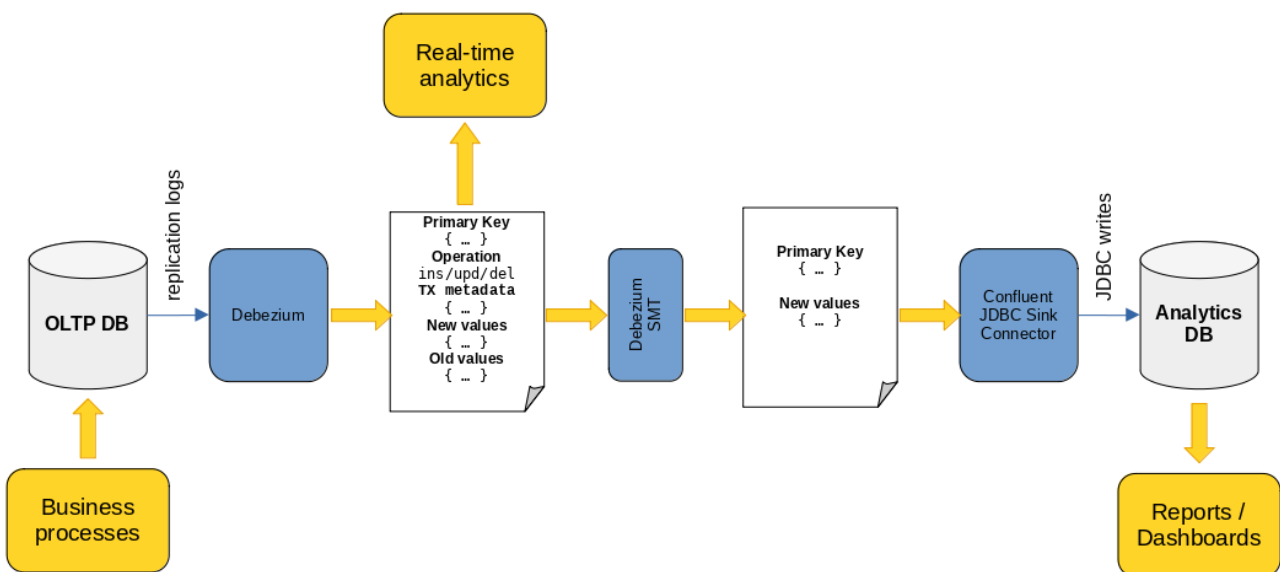 Real-time
analytics
replication logs
Primary Key
{ … }
Operation
ins/upd/del
TX metadata
{ … }
New values
{ … }
Old values
{ … }
OLTP DB
Debezium
Debezium
SMT
Primary Key
{ … }
New values
{ … }
Confluent
JDBC Sink
Connector
JDBC writes
Analytics
DB
Business
processes
Reports /
Dashboards